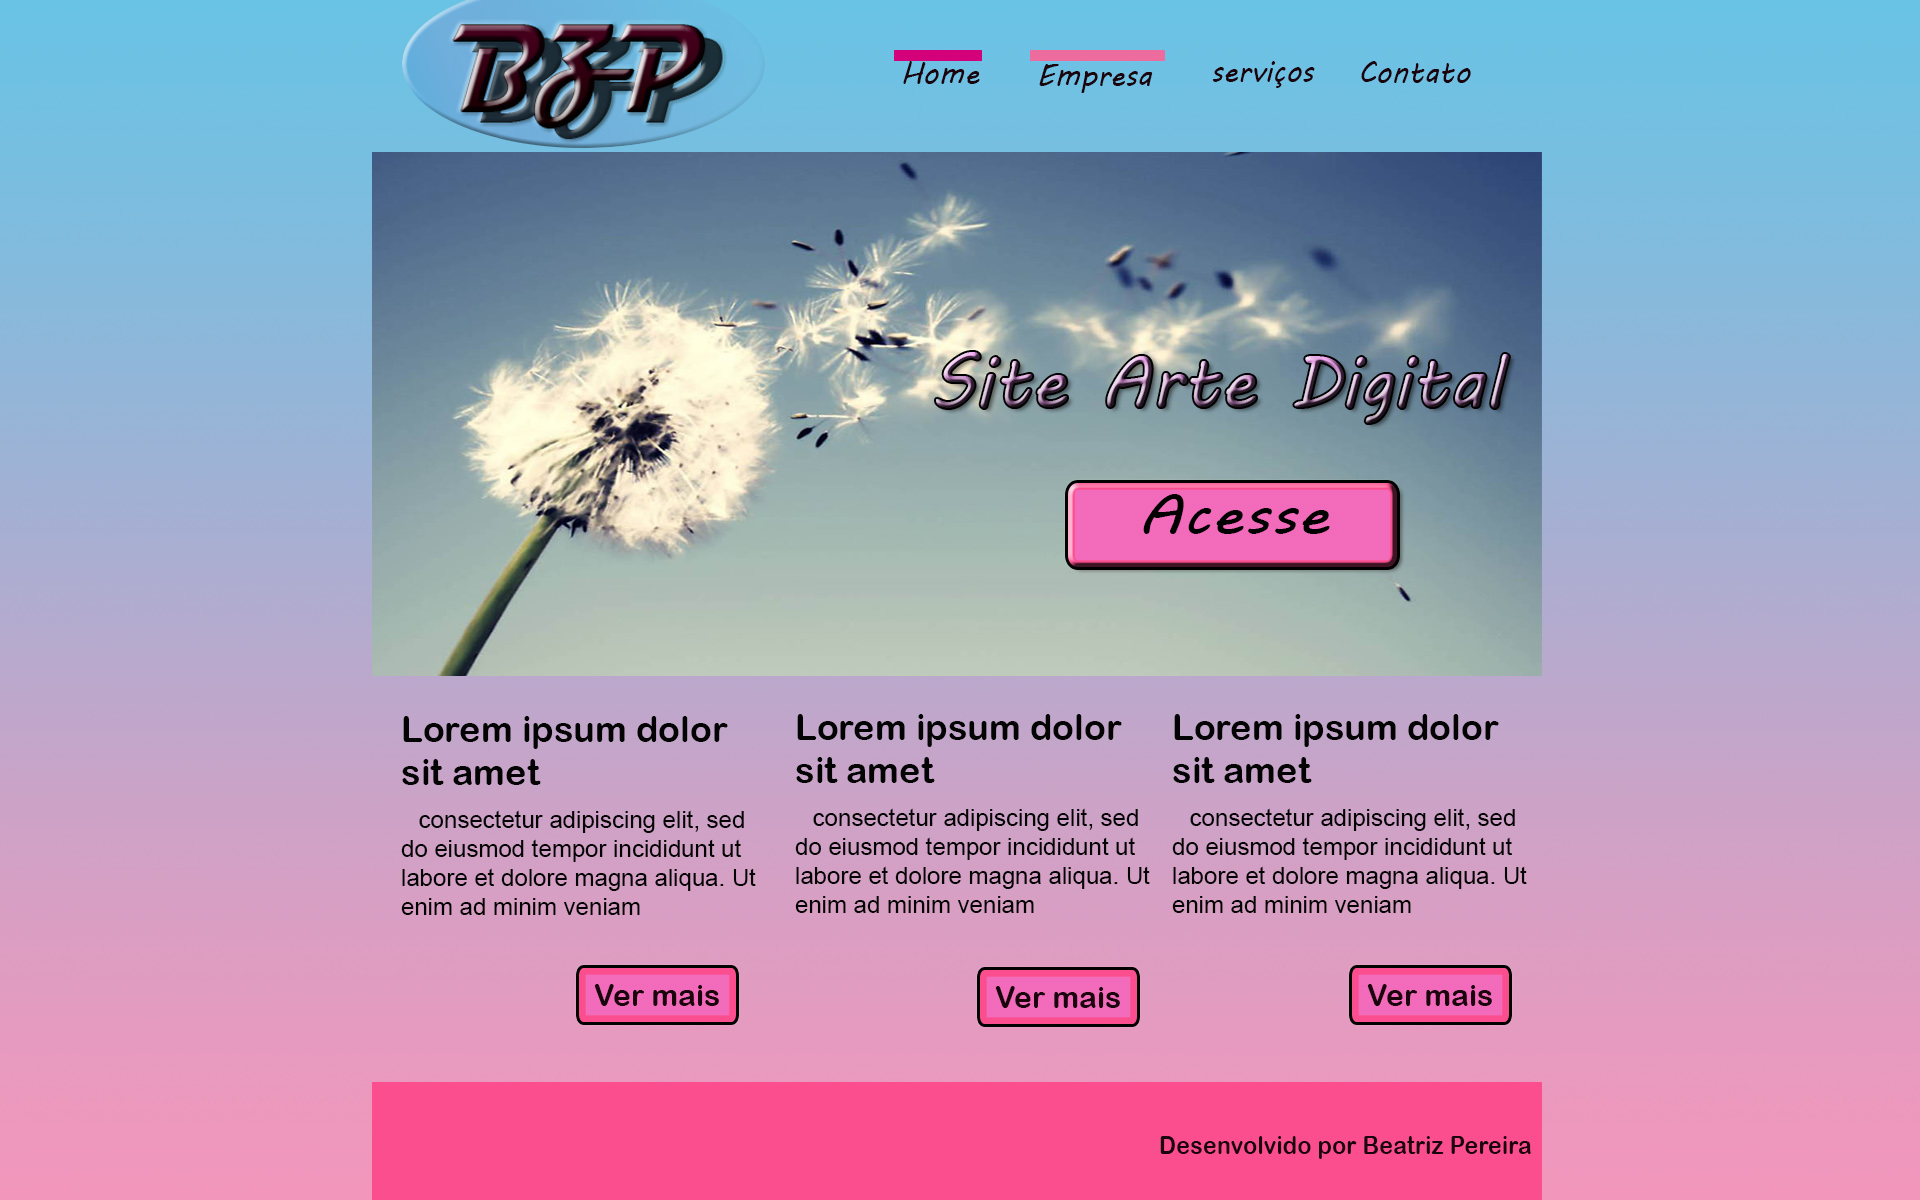 BZP
Home Empresa serviços Contato
Site Arte Digital
Acesse
Lorem ipsum dolor
sit amet
consectetur adipiscing elit, sed
do eiusmod tempor incididunt ut
labore et dolore magna aliqua. Ut
enim ad minim veniam
Ver mais
Lorem ipsum dolor
sit amet
consectetur adipiscing elit, sed
do eiusmod tempor incididunt ut
labore et dolore magna aliqua. Ut
enim ad minim veniam
Ver mais
Lorem ipsum dolor
sit amet
consectetur adipiscing elit, sed
do eiusmod tempor incididunt ut
labore et dolore magna aliqua. Ut
enim ad minim veniam
Ver mais
Desenvolvido por Beatriz Pereira